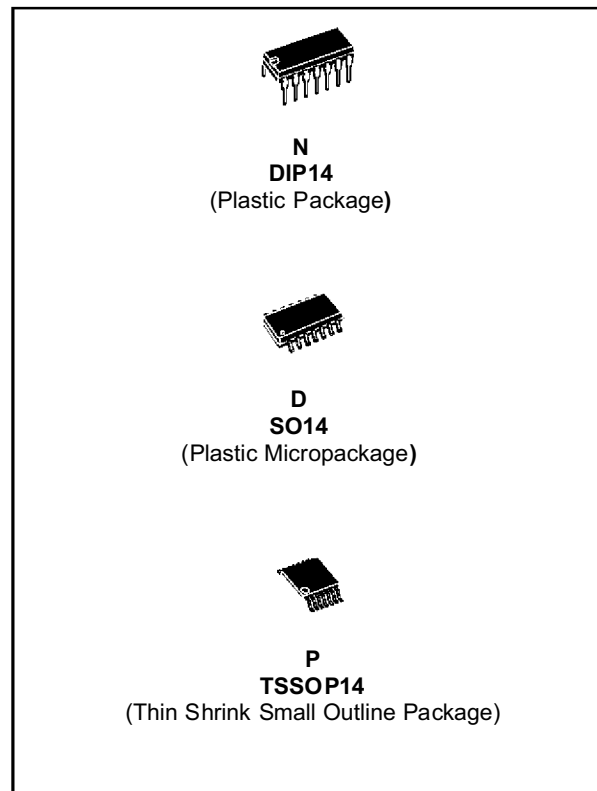 N
DIP14
(Plastic Package)
D
SO14
(Plastic Micropackage)
P
TSSOP14
(Thin Shrink Small Outline Package)